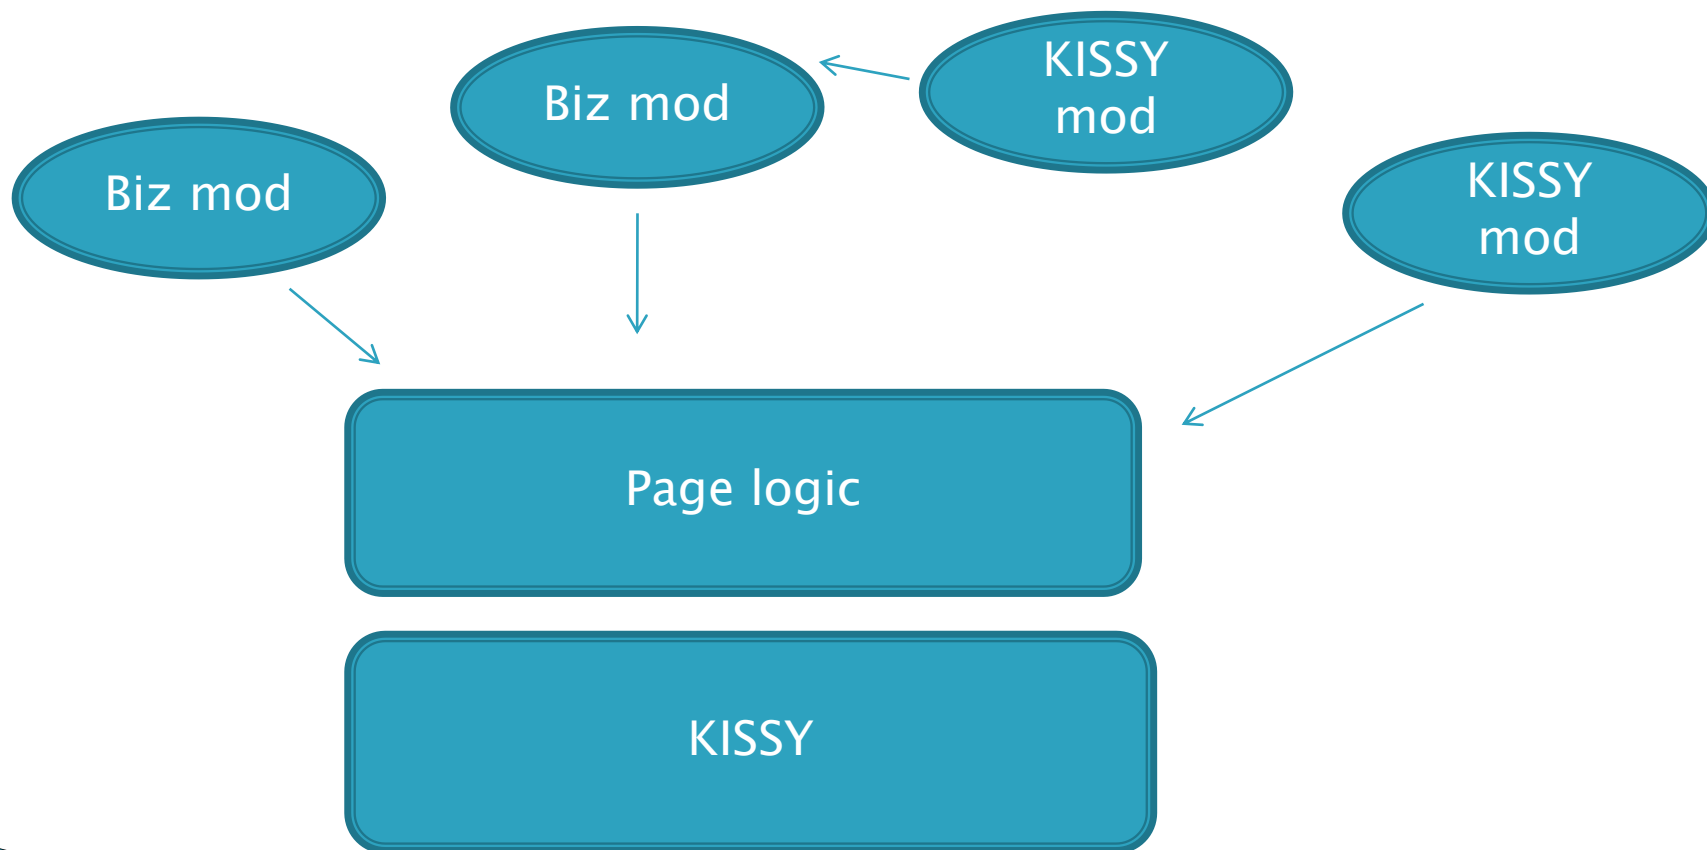 Biz mod
Biz mod
KISSY
mod
KISSY
mod
Page logic
KISSY